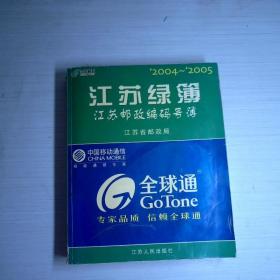 '2004~'2005
江苏绿簿
江苏邮政编码号簿
江苏省邮政局
中国移动通信
CHINA MOBILE
全球通
GoTone
专家品质 信赖全球通
江苏人民出版社